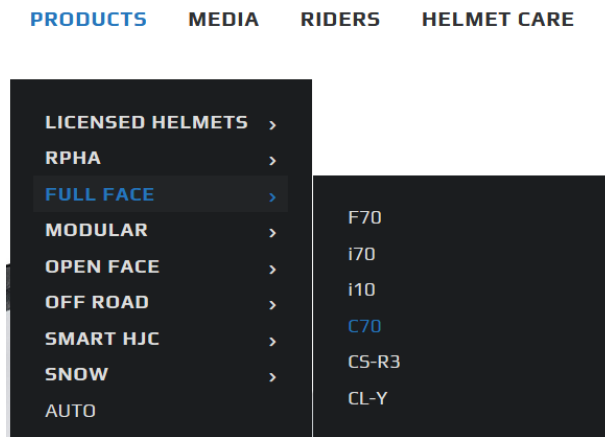 PRODUCTS MEDIA RIDERS HELMET CARE
LICENSED HELMETS >
RPHA >
FULL FACE >
MODULAR >
OPEN FACE >
OFF ROAD >
SMART HJC >
SNOW >
AUTO
F70
i70
i10
C70
CS-R3
CL-Y